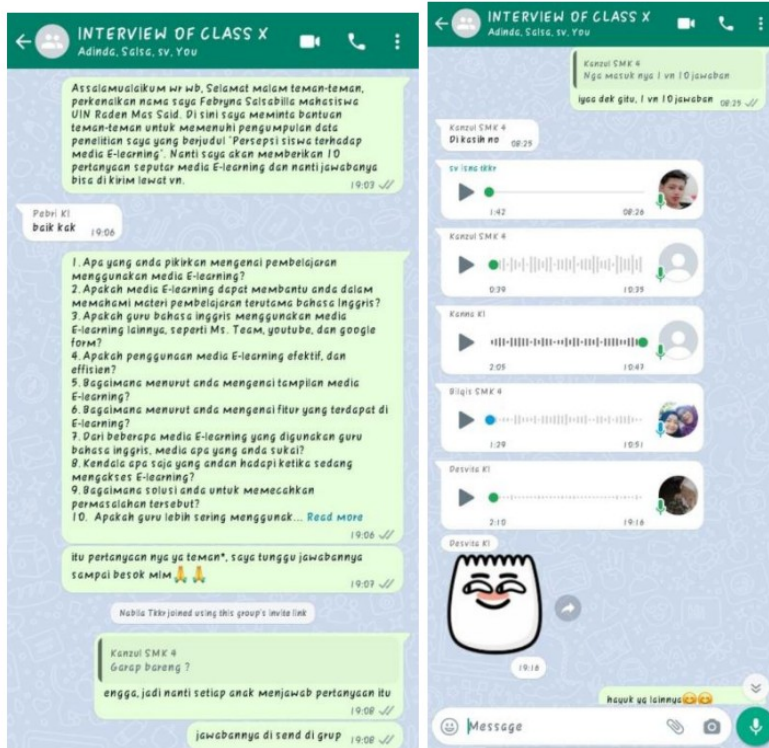 INTERVIEW OF CLASS X
Adinda, Salsa, sv, You
Assalamualaikum wr wb, Selamat malam teman-teman,
perkenalkan nama saya Febryna Salsabilla mahasiswa
UIN Raden Mas Said. Di sini saya meminta bantuan
teman-teman untuk memenuhi pengumpulan data
penelitian saya yang berjudul "Persepsi siswa terhadap
media E-learning". Nanti saya akan memberikan 10
pertanyaan seputar media E-learning dan nanti jawabanya
bisa di kirim lewat vn.
19:03
Pebri KI
baik kak 19:06
1. Apa yang anda pikirkan mengenai pembelajaran
menggunakan media E-learning?
2. Apakah media E-learning dapat membantu anda dalam
memahami materi pembelajaran terutama bahasa Inggris?
3. Apakah guru bahasa inggris menggunakan media
E-learning lainnya, seperti Ms. Team, youtube, dan google
form?
4. Apakah penggunaan media E-learning efektif, dan
effisien?
5. Bagaimana menurut anda mengenai tampilan media
E-learning?
6. Bagaimana menurut anda mengenai fitur yang terdapat di
E-learning?
7. Dari beberapa media E-learning yang digunakan guru
bahasa inggris, media apa yang anda sukai?
8. Kendala apa saja yang andan hadapi ketika sedang
mengakses E-learning?
9. Bagaimana solusi anda untuk memecahkan
permasalahan tersebut?
10. Apakah guru lebih sering menggunak... Read more
19:06
itu pertanyaan nya ya teman*, saya tunggu jawabannya
sampai besok mlm🙏🙏
19:07
Nabila Tkkr joined using this group's invite link
Kanzul SMK 4
Garap bareng ?
engga, jadi nanti setiap anak menjawab pertanyaan itu
19:08
jawabannya di send di grup 19:08
INTERVIEW OF CLASS X
Adinda, Salsa, sv, You
Kanzul SMK 4
Nga masuk nya 1 vn 10 jawaban
iyaa dek gitu, 1 vn 10 jawaban 08:25
Kanzul SMK 4
Di kasih no 08:25
sv isna tkkr
1:42 08:26
Kanzul SMK 4
0:39 10:35
Kanna KI
2:05 10:47
Bilqis SMK 4
1:29 10:51
Desvita KI
2:10 19:16
Desvita KI
19:16
hayuk yg lainnya😊😊
Message